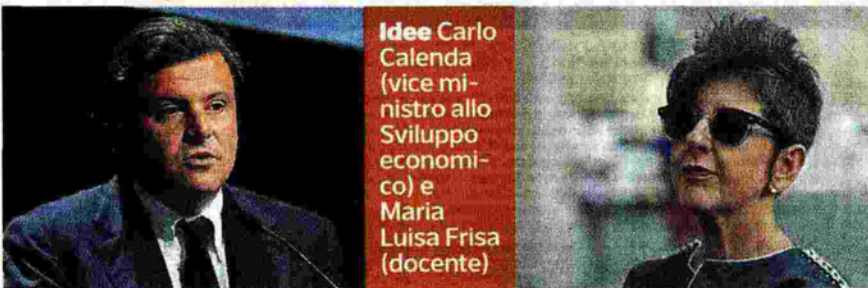 Idee Carlo
Calenda
(vice mi-
nistro allo
Sviluppo
economi-
co) e
Maria
Luisa Frisa
(docente)